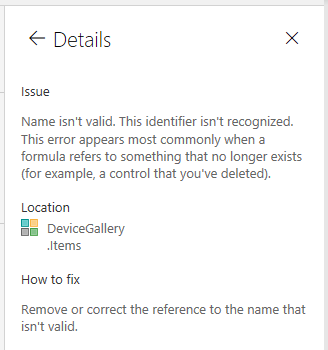 Details
Issue
Name isn't valid. This identifier isn't recognized.
This error appears most commonly when a
formula refers to something that no longer exists
(for example, a control that you've deleted).
Location
DeviceGallery
.Items
How to fix
Remove or correct the reference to the name that
isn't valid.